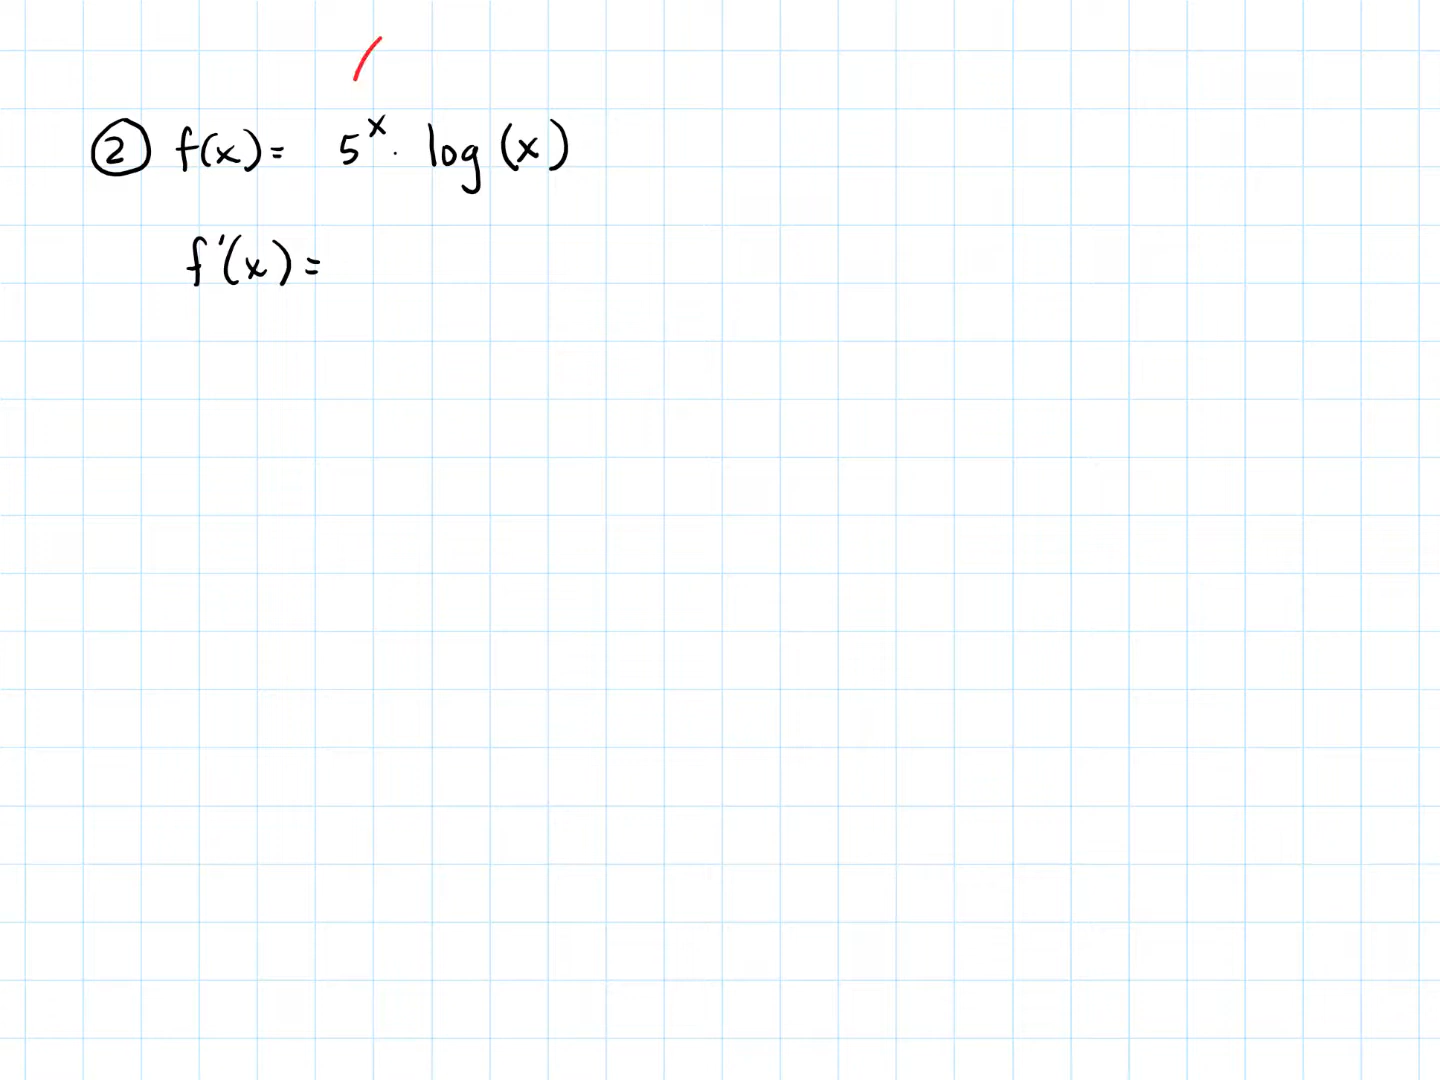 ② f(x) = 5^x · log (x)
f'(x) =